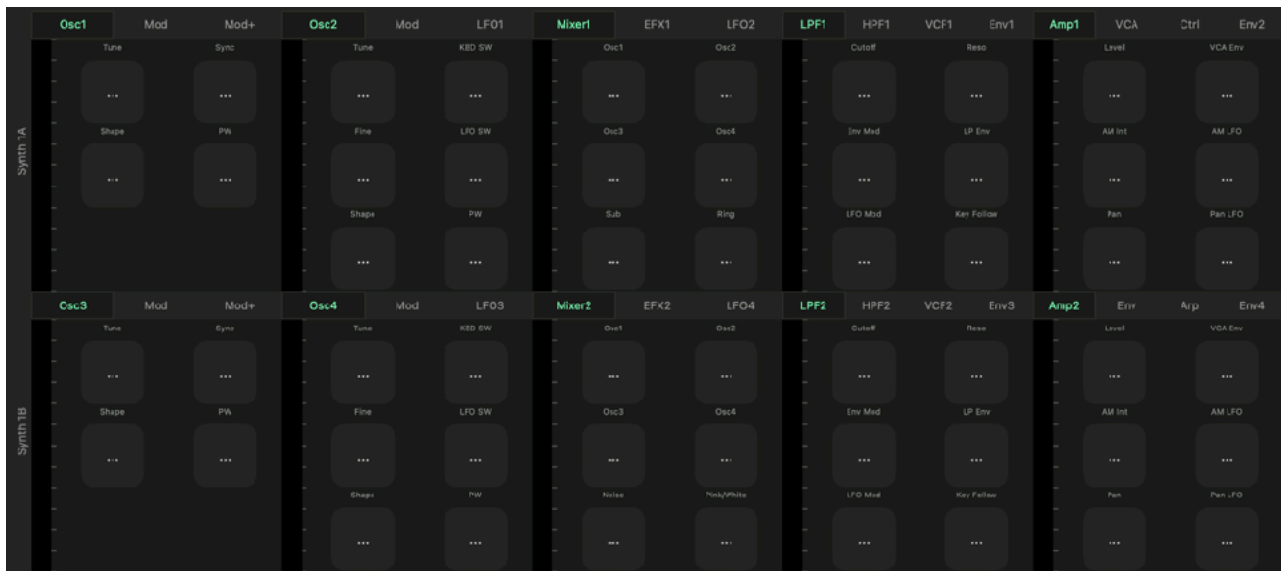 Osc1 Mod Mod+ Osc2 Mod LFO1 Mixer1 EFX1 LFO2 LPF1 HPF1 VCF1 Env1 Amp1 VCA Ctrl Env2
Tune Sync Tune KBD SW Osc1 Osc2 Cutoff Reso Level VCA Env
Shape PW Fine LFO SW Osc3 Osc4 Env Mod LP Env AM Int AM LFO
Synth 1A
Shape PW Sub Ring LFO Mod Key Follow Pan Pan LFO
Osc3 Mod Mod+ Osc4 Mod LFO3 Mixer2 EFX2 LFO4 LPF2 HPF2 VCF2 Env3 Amp2 Env Arp Env4
Tune Sync Tune KBD SW Osc1 Osc2 Cutoff Reso Level VCA Env
Shape PW Fine LFO SW Osc3 Osc4 Env Mod LP Env AM Int AM LFO
Synth 1B
Shape PW Noise Pink/White LFO Mod Key Follow Pan Pan LFO